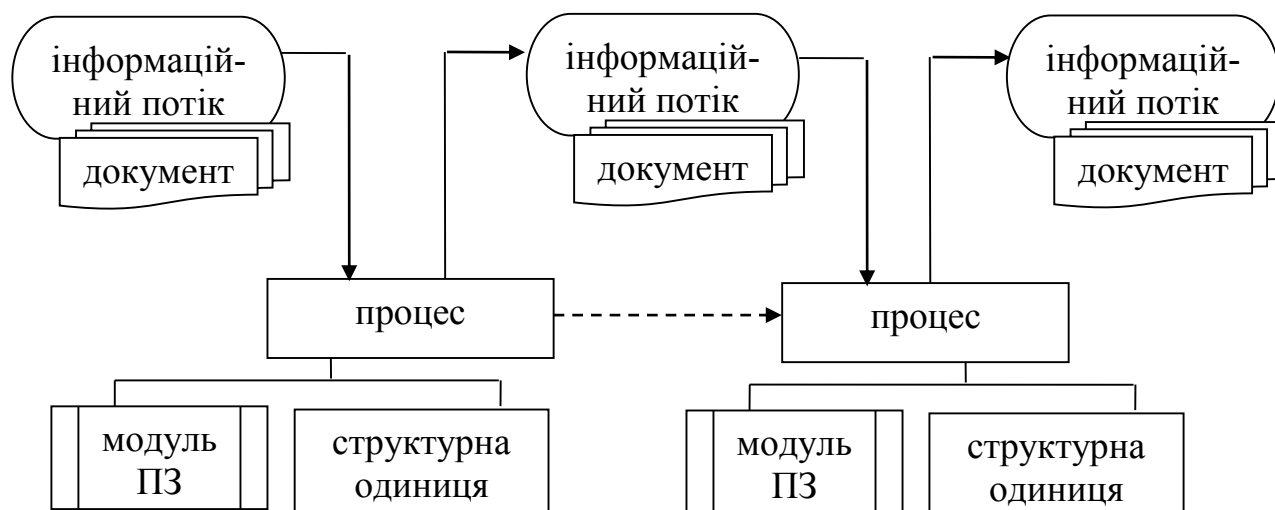 інформацій-
ний потік
документ
інформацій-
ний потік
документ
інформацій-
ний потік
документ
процес
процес
модуль
ПЗ
структурна
одиниця
модуль
ПЗ
структурна
одиниця